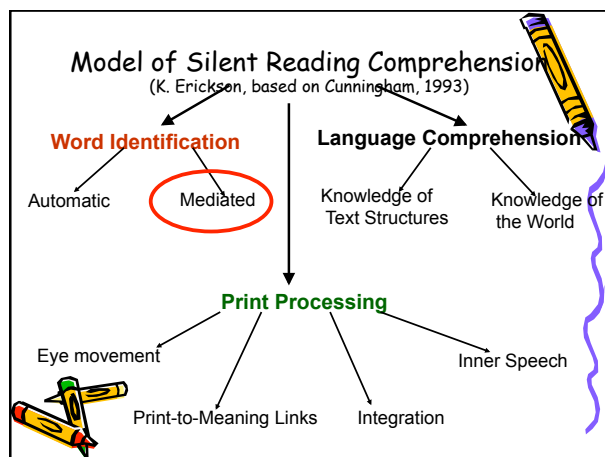 Model of Silent Reading Comprehension
(K. Erickson, based on Cunningham, 1993)
Word Identification
Language Comprehension
Automatic
Mediated
Knowledge of
Text Structures
Knowledge of
the World
Print Processing
Eye movement
Inner Speech
Print-to-Meaning Links
Integration